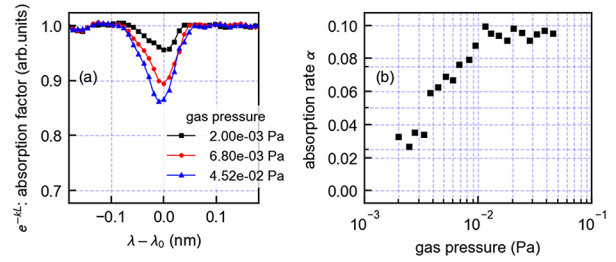 e^{-kL}: absorption factor (arb.units)
1.0
0.9
0.8
0.7
(a)
gas pressure
2.00e-03 Pa
6.80e-03 Pa
4.52e-02 Pa
−0.1
0.0
0.1
λ − λ₀ (nm)
absorption rate α
0.10
0.08
0.06
0.04
0.02
0.00
(b)
10⁻³
10⁻²
10⁻¹
gas pressure (Pa)